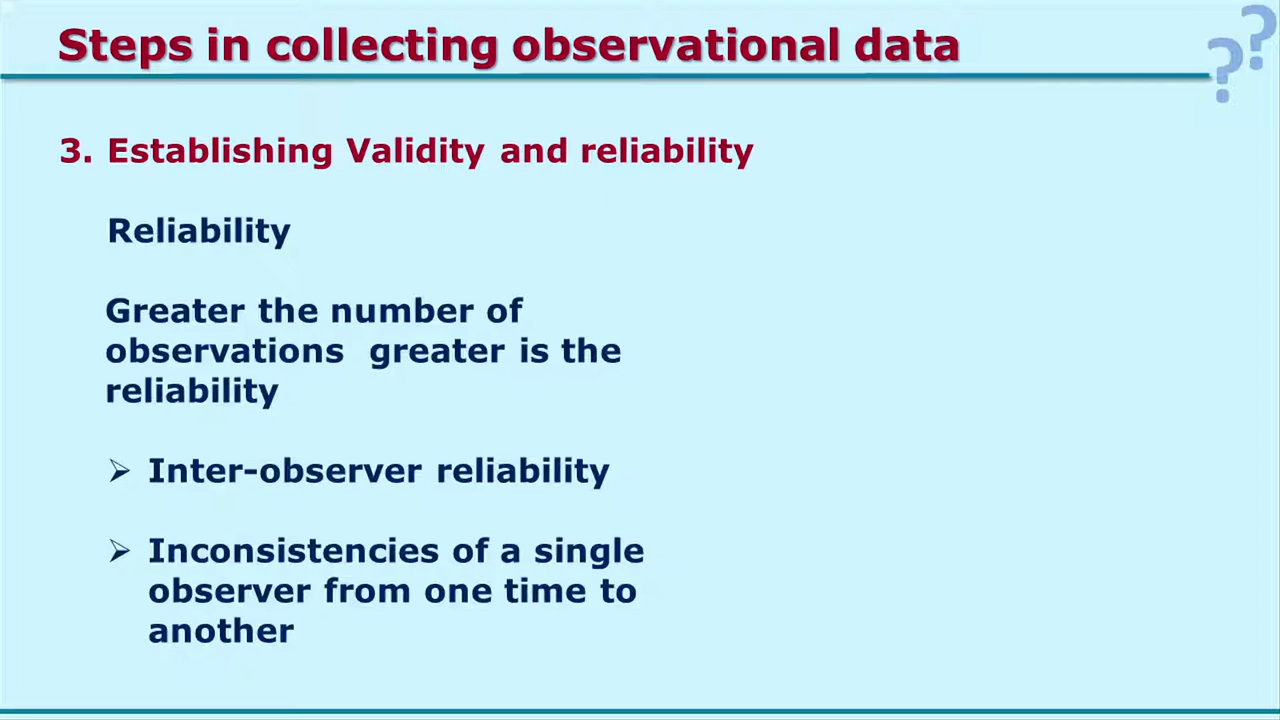 Steps in collecting observational data
??
3. Establishing Validity and reliability
Reliability
Greater the number of
observations greater is the
reliability
➢ Inter-observer reliability
➢ Inconsistencies of a single
observer from one time to
another